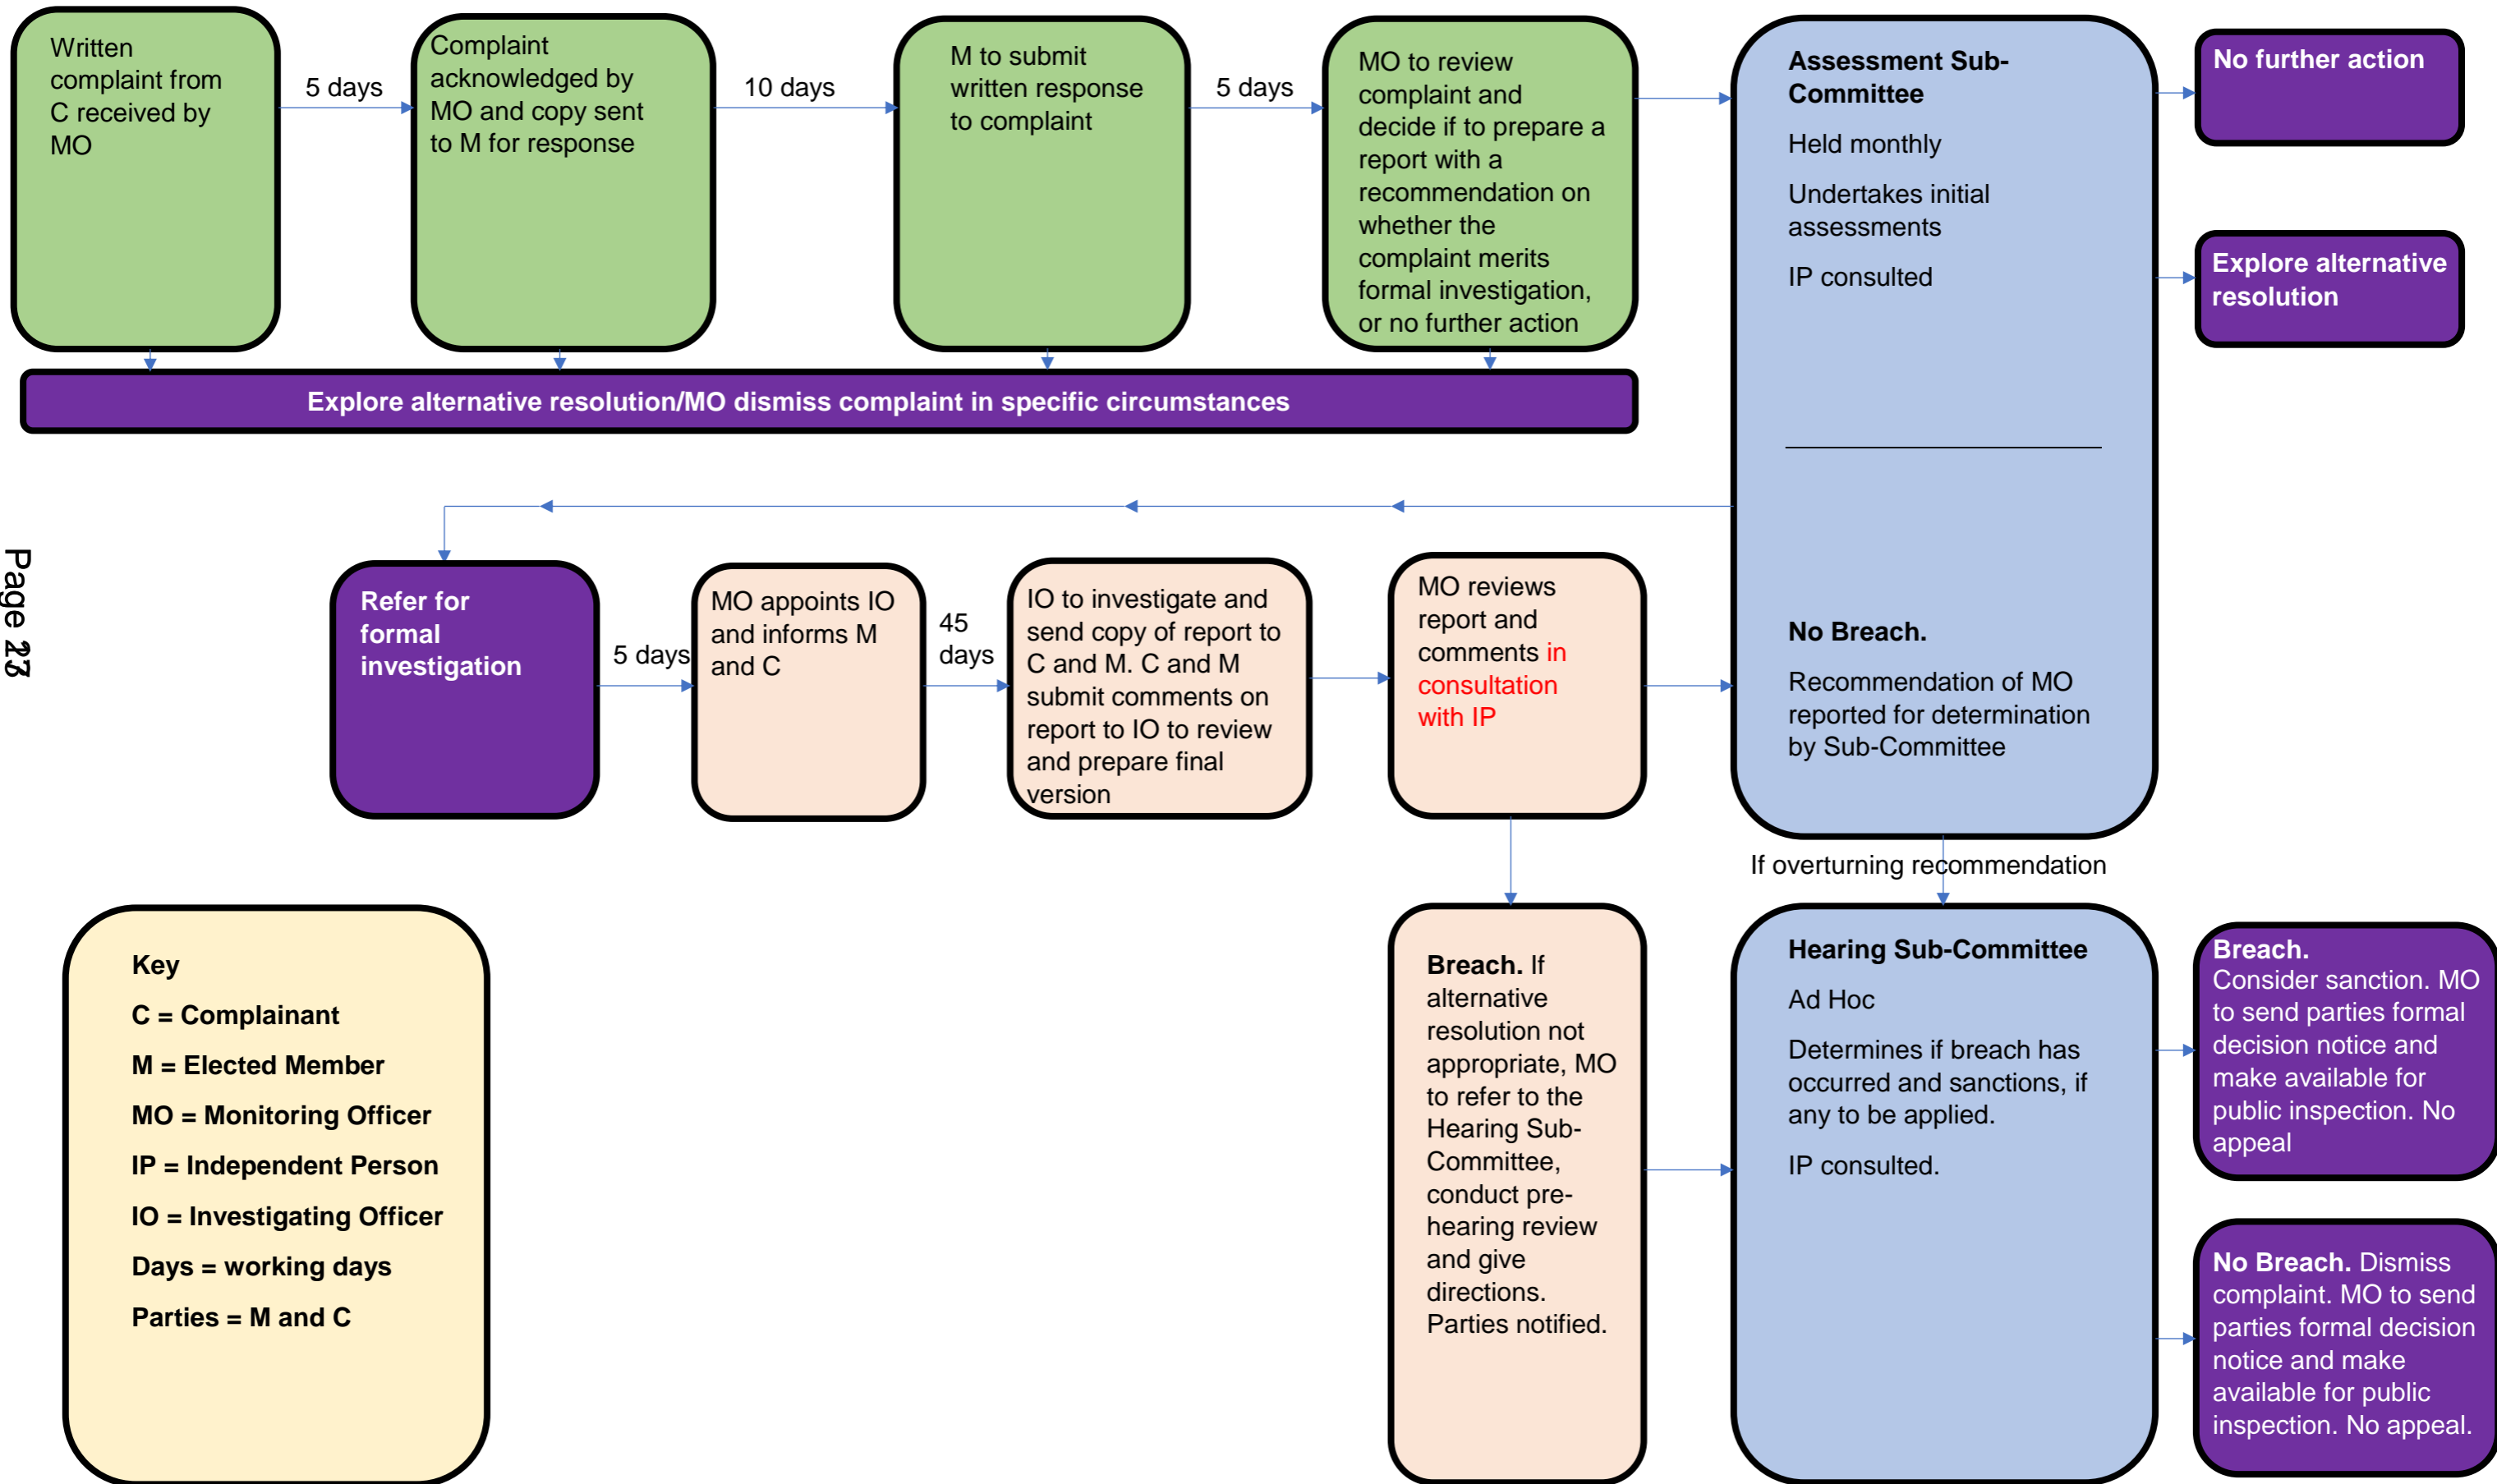 Written
complaint from
C received by
MO
5 days
Complaint
acknowledged by
MO and copy sent
to M for response
10 days
M to submit
written response
to complaint
5 days
MO to review
complaint and
decide if to prepare a
report with a
recommendation on
whether the
complaint merits
formal investigation,
or no further action
Assessment Sub-
Committee
Held monthly
Undertakes initial
assessments
IP consulted
No further action
Explore alternative
resolution
Explore alternative resolution/MO dismiss complaint in specific circumstances
Refer for
formal
investigation
5 days
MO appoints IO
and informs M
and C
45
days
IO to investigate and
send copy of report to
C and M. C and M
submit comments on
report to IO to review
and prepare final
version
MO reviews
report and
comments in
consultation
with IP
No Breach.
Recommendation of MO
reported for determination
by Sub-Committee
If overturning recommendation
Page
Key
C = Complainant
M = Elected Member
MO = Monitoring Officer
IP = Independent Person
IO = Investigating Officer
Days = working days
Parties = M and C
Breach. If
alternative
resolution not
appropriate, MO
to refer to the
Hearing Sub-
Committee,
conduct pre-
hearing review
and give
directions.
Parties notified.
Hearing Sub-Committee
Ad Hoc
Determines if breach has
occurred and sanctions, if
any to be applied.
IP consulted.
Breach.
Consider sanction. MO
to send parties formal
decision notice and
make available for
public inspection. No
appeal
No Breach. Dismiss
complaint. MO to send
parties formal decision
notice and make
available for public
inspection. No appeal.